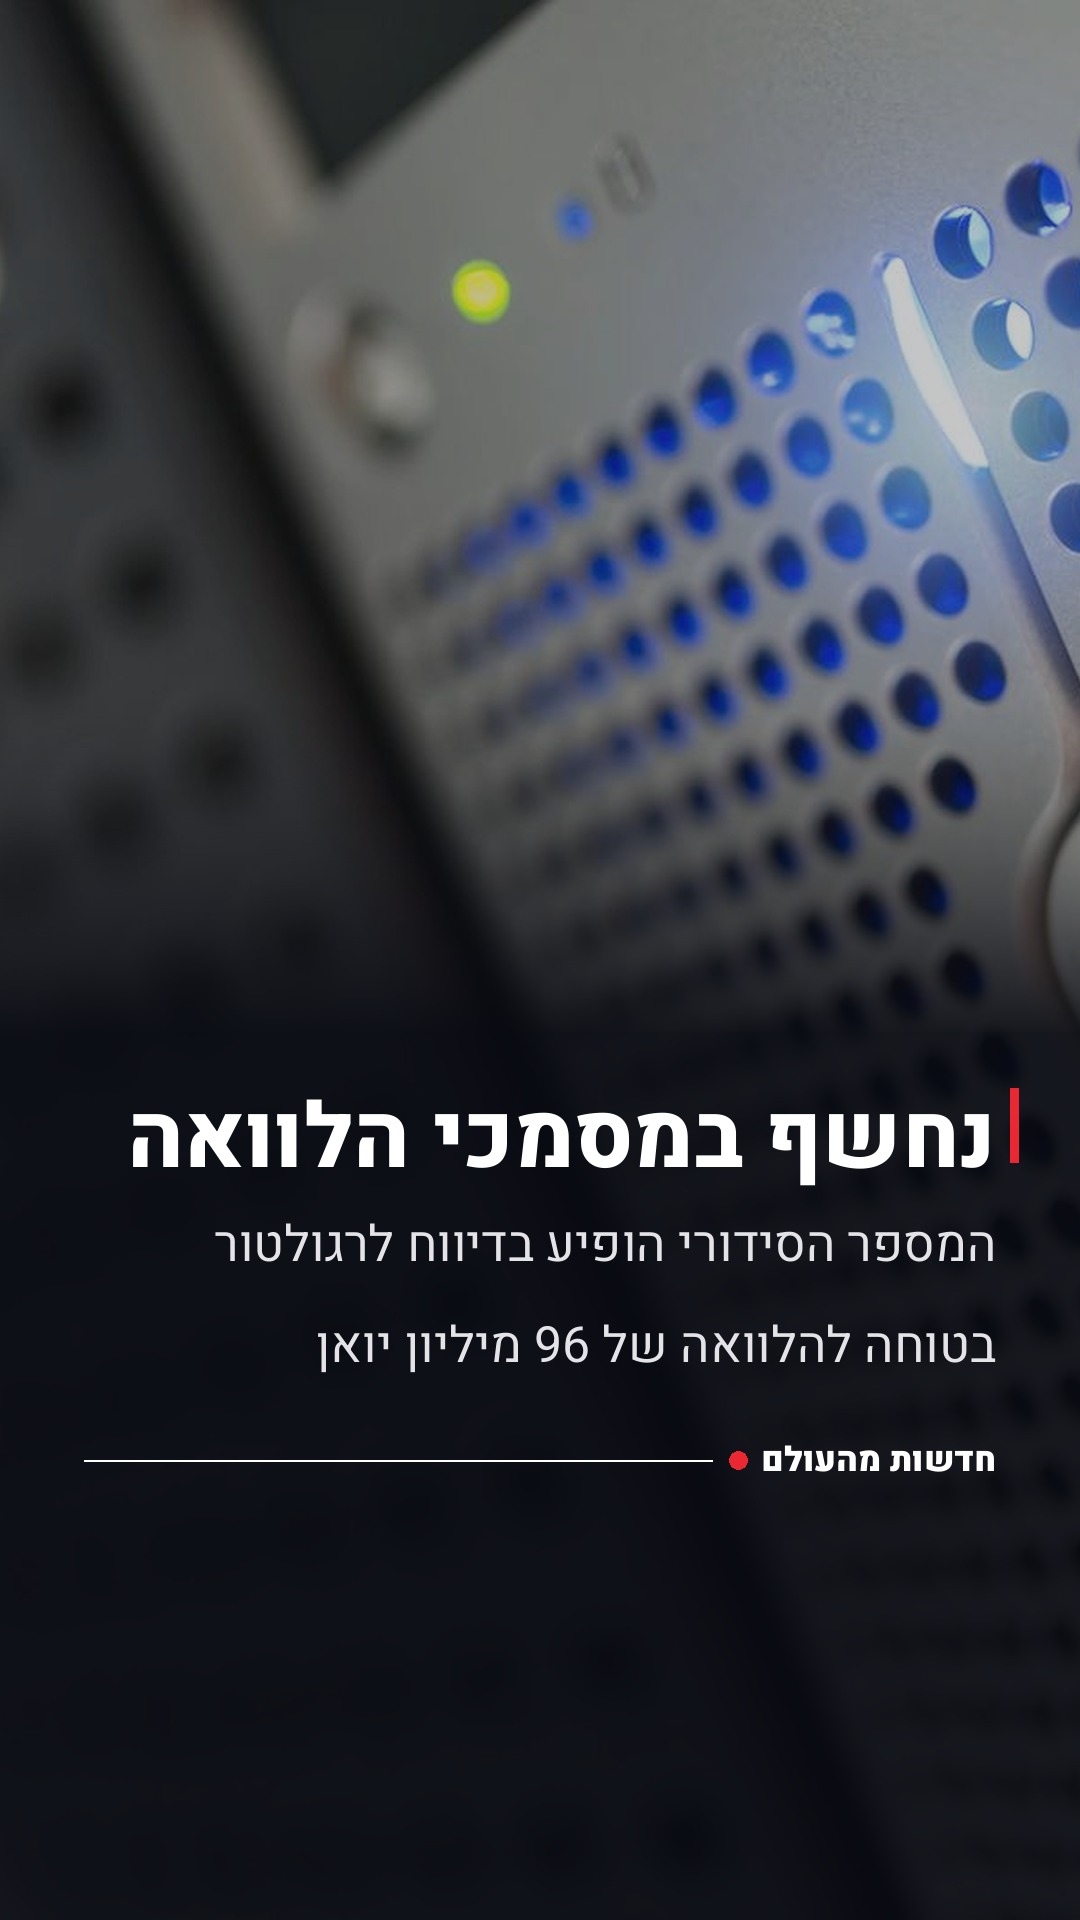 נחשף במסמכי הלוואה
המספר הסידורי הופיע בדיווח לרגולטור
בטוחה להלוואה של 96 מיליון יואן
חדשות מהעולם